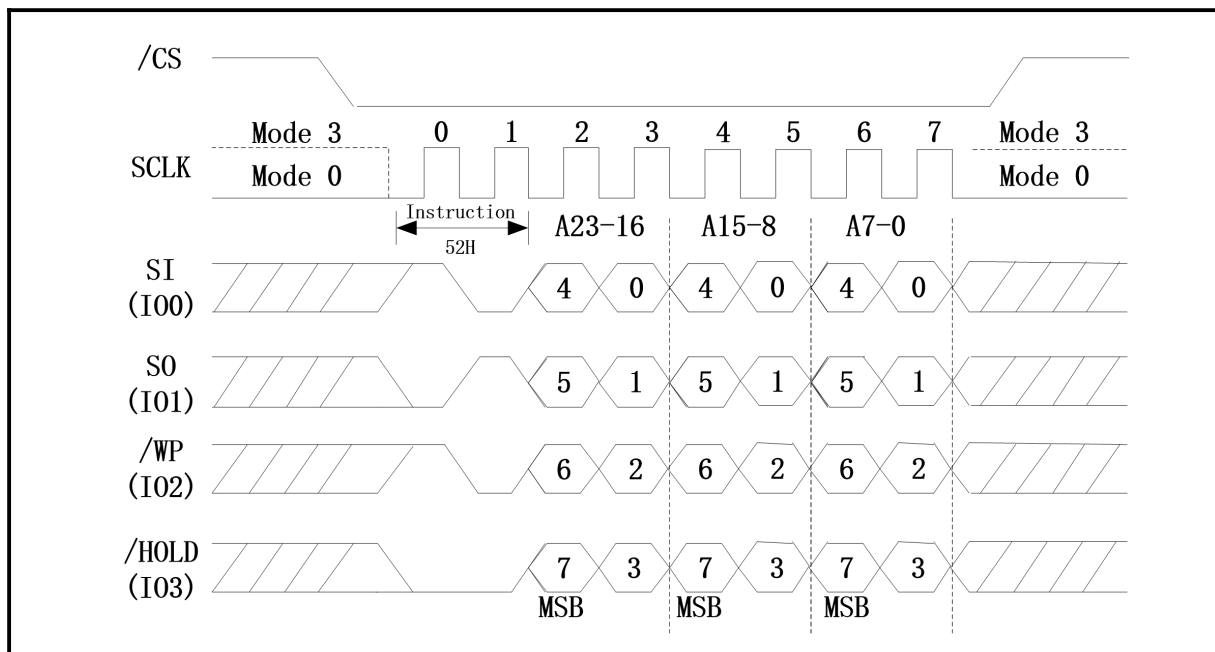 /CS
Mode 3 0 1 2 3 4 5 6 7 Mode 3
SCLK
Mode 0 Mode 0
Instruction
52H
A23-16 A15-8 A7-0
SI
(IO0)
4 0 4 0 4 0
SO
(IO1)
5 1 5 1 5 1
/WP
(IO2)
6 2 6 2 6 2
/HOLD
(IO3)
7 3 7 3 7 3
MSB MSB MSB